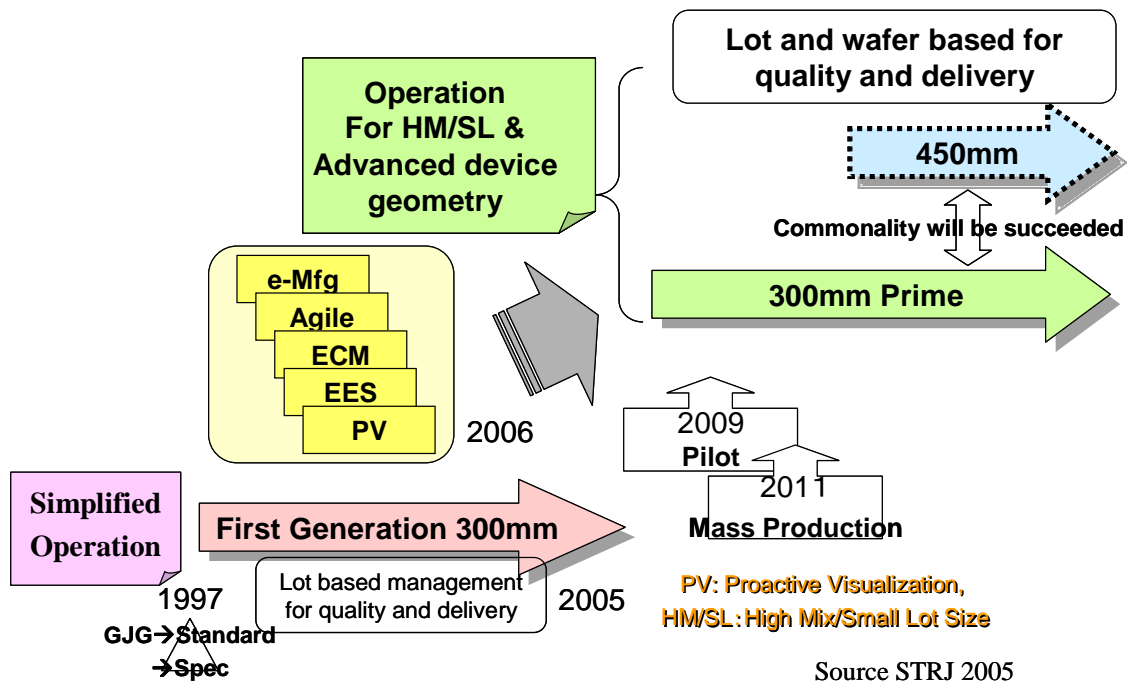 Lot and wafer based for
quality and delivery
Operation
For HM/SL &
Advanced device
geometry
450mm
Commonality will be succeeded
300mm Prime
e-Mfg
Agile
ECM
EES
PV
2006
2009
Pilot
2011
Mass Production
Simplified
Operation
First Generation 300mm
Lot based management
for quality and delivery
1997
2005
GJG→Standard
→Spec
PV: Proactive Visualization,
HM/SL:High Mix/Small Lot Size
Source STRJ 2005